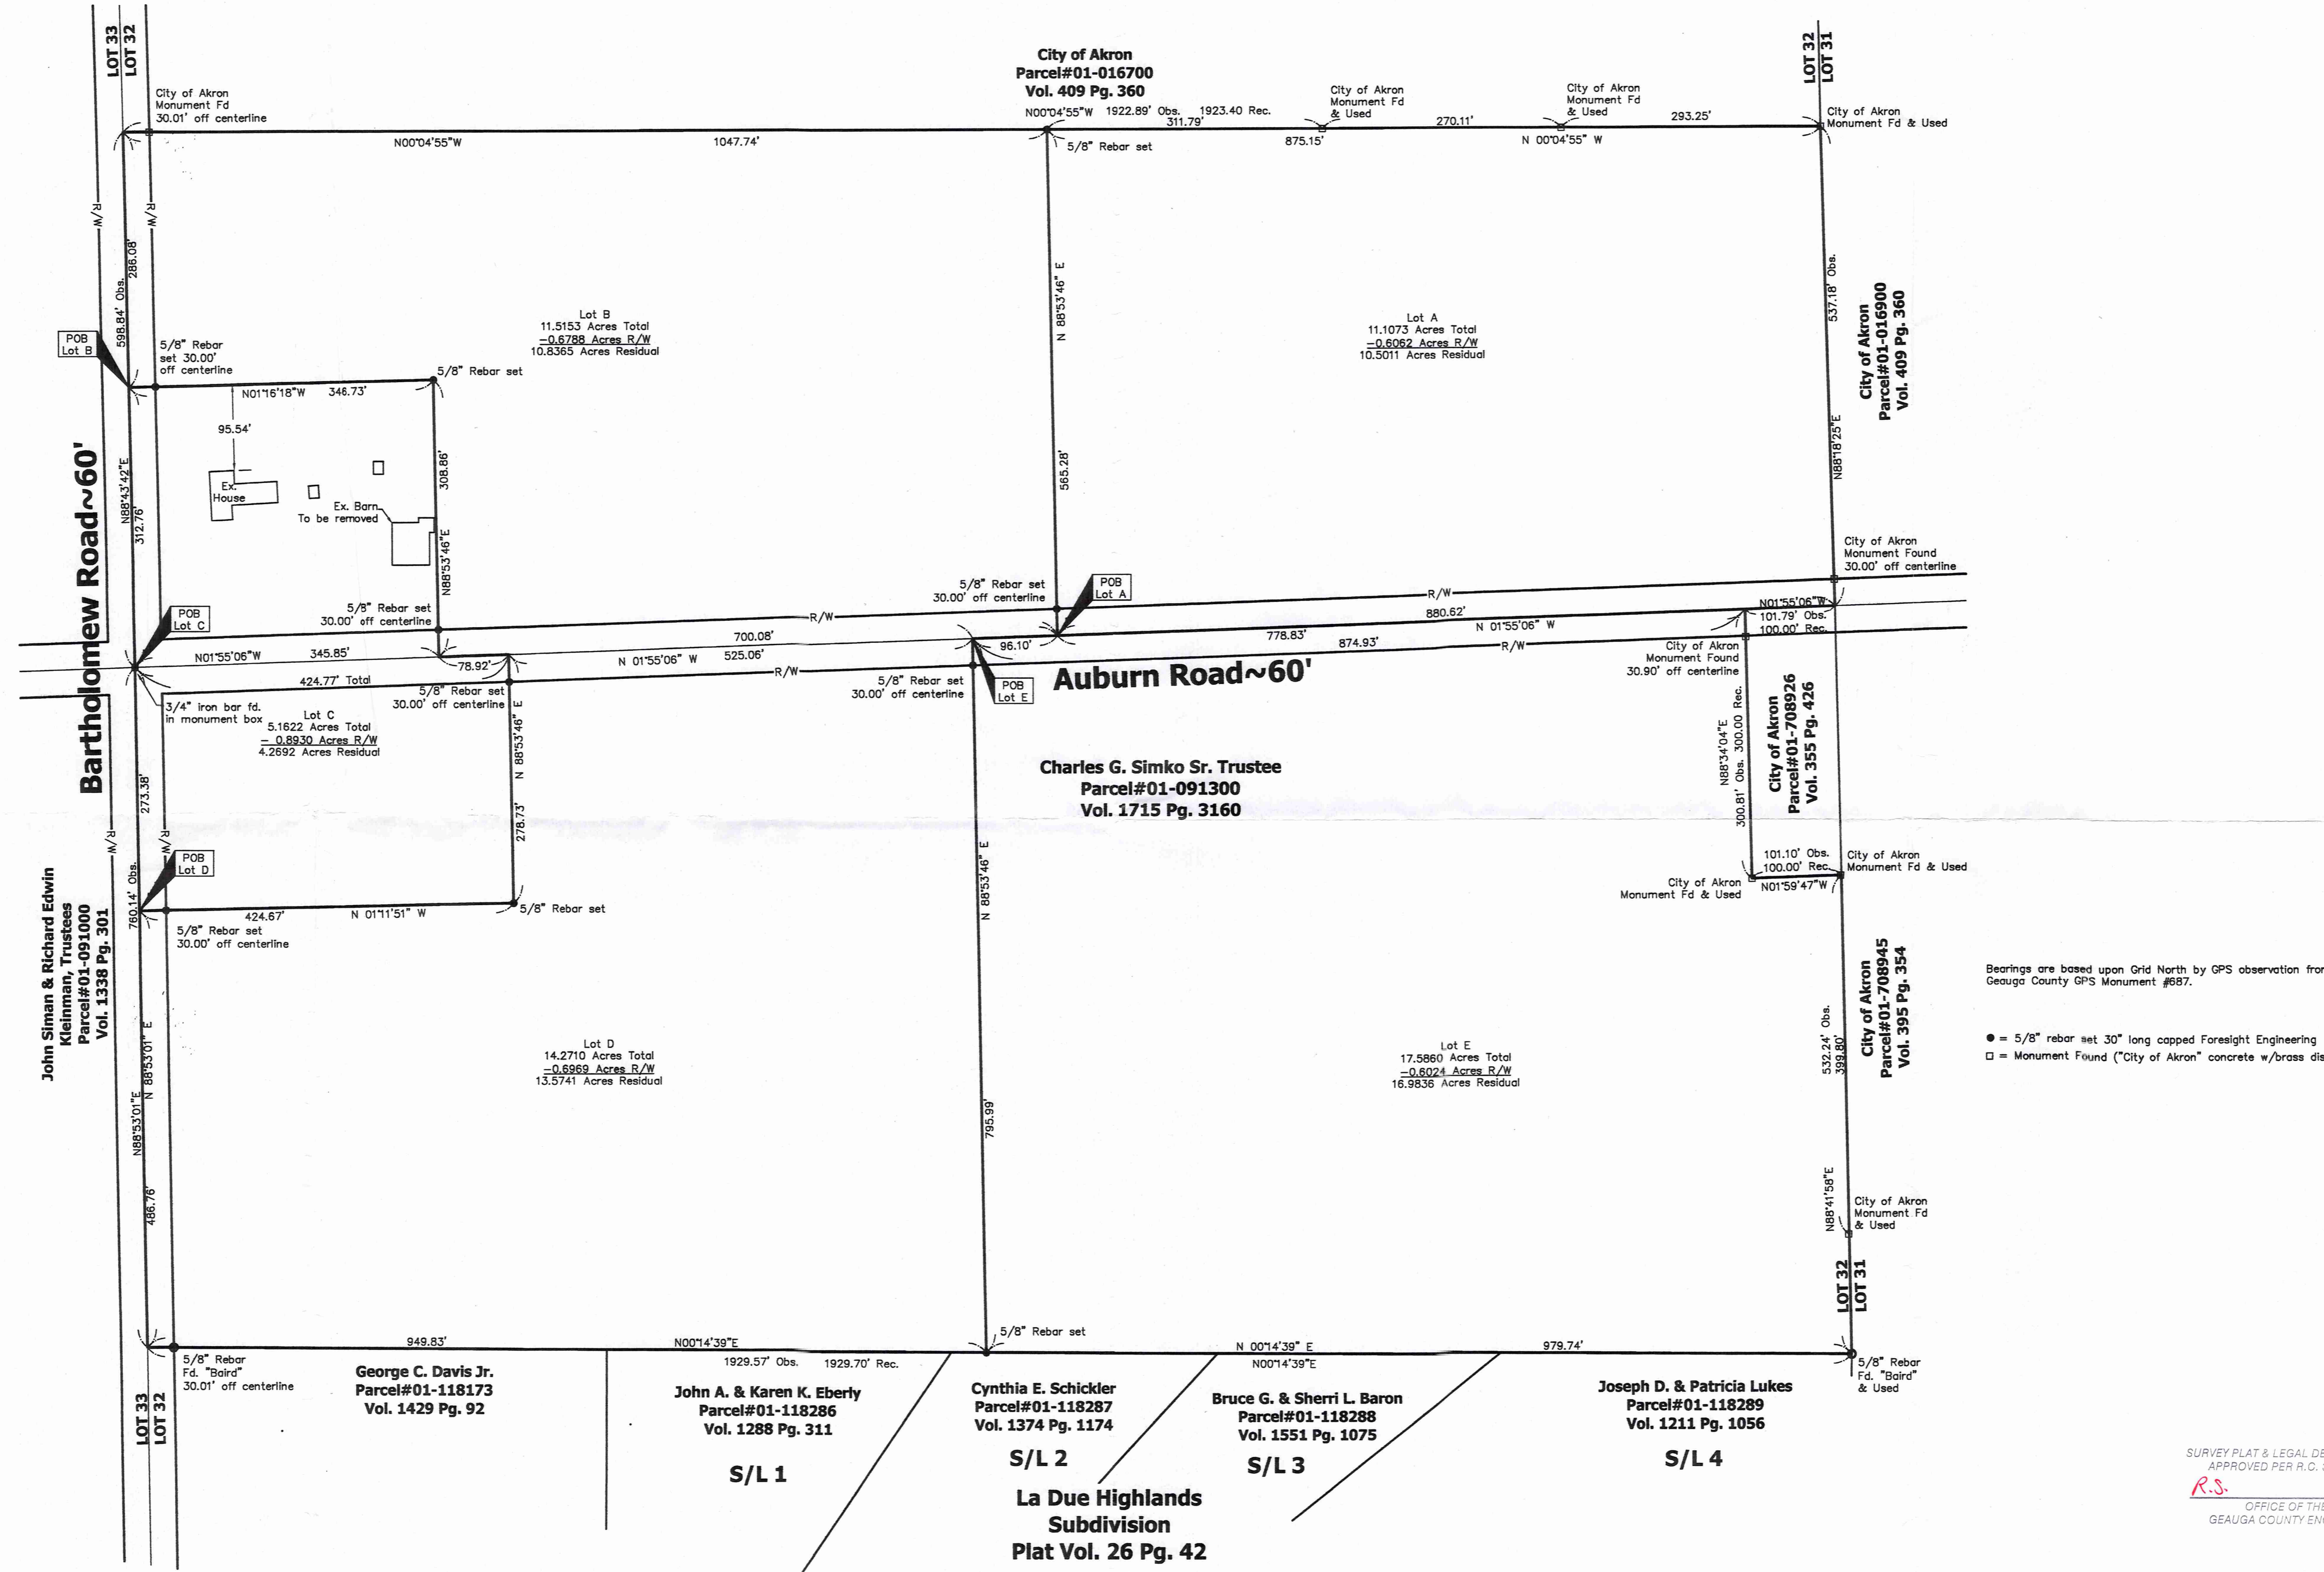 LOT 33
LOT 32
City of Akron
Parcel#01-016700
Vol. 409 Pg. 360
LOT 32
LOT 31
City of Akron
Monument Fd
30.01' off centerline
N00°04'55"W 1922.89' Obs. 1923.40 Rec.
City of Akron
Monument Fd
& Used
City of Akron
Monument Fd
& Used
City of Akron
Monument Fd & Used
311.79'
270.11'
293.25'
N00°04'55"W
1047.74'
5/8" Rebar set
875.15'
N 00°04'55" W
R/W
R/W
286.08'
598.84' Obs.
N 88°53'46" E
537.18' Obs.
City of Akron
Parcel#01-016900
Vol. 409 Pg. 360
Lot B
11.5153 Acres Total
-0.6788 Acres R/W
10.8365 Acres Residual
Lot A
11.1073 Acres Total
-0.6062 Acres R/W
10.5011 Acres Residual
POB
Lot B
5/8" Rebar
set 30.00'
off centerline
5/8" Rebar set
N01°16'18"W 346.73'
95.54'
308.86'
565.28'
N88°18'25"E
Bartholomew Road~60'
N88°43'42"E
312.76'
Ex.
House
Ex. Barn
To be removed
N88°53'46"E
City of Akron
Monument Found
30.00' off centerline
5/8" Rebar set
30.00' off centerline
POB
Lot A
POB
Lot C
5/8" Rebar set
30.00' off centerline
R/W
R/W
880.62'
N01°55'06"W
101.79' Obs.
100.00' Rec.
N01°55'06"W
345.85'
78.92'
700.08'
N 01°55'06" W
525.06'
96.10'
778.83'
N 01°55'06" W
874.93'
R/W
R/W
Auburn Road~60'
City of Akron
Monument Found
30.90' off centerline
424.77' Total
5/8" Rebar set
30.00' off centerline
5/8" Rebar set
30.00' off centerline
POB
Lot E
3/4" iron bar fd.
in monument box
Lot C
5.1622 Acres Total
- 0.8930 Acres R/W
4.2692 Acres Residual
N 88°53'46" E
278.73'
273.38'
R/W
R/W
Charles G. Simko Sr. Trustee
Parcel#01-091300
Vol. 1715 Pg. 3160
N88°34'04"E
300.81' Obs. 300.00 Rec.
City of Akron
Parcel#01-708926
Vol. 355 Pg. 426
POB
Lot D
760.14' Obs.
101.10' Obs.
100.00' Rec.
N01°59'47"W
City of Akron
Monument Fd & Used
City of Akron
Monument Fd & Used
424.67'
N 01°11'51" W
5/8" Rebar set
5/8" Rebar set
30.00' off centerline
N 88°53'46" E
John Siman & Richard Edwin
Kleinman, Trustees
Parcel#01-091000
Vol. 1338 Pg. 301
City of Akron
Parcel#01-708945
Vol. 395 Pg. 354
Bearings are based upon Grid North by GPS observation
Geauga County GPS Monument #687.
● = 5/8" rebar set 30" long capped Foresight Engineering
□ = Monument Found ("City of Akron" concrete w/brass
532.24' Obs.
399.80'
N 88°53'01" E
N88°53'01"E
Lot D
14.2710 Acres Total
-0.6969 Acres R/W
13.5741 Acres Residual
Lot E
17.5860 Acres Total
-0.6024 Acres R/W
16.9836 Acres Residual
795.99'
486.76'
N88°41'58"E
City of Akron
Monument Fd
& Used
LOT 32
LOT 31
949.83'
N00°14'39"E
5/8" Rebar set
N 00°14'39" E
979.74'
1929.57' Obs. 1929.70' Rec.
N00°14'39"E
5/8" Rebar
Fd. "Baird"
30.01' off centerline
5/8" Rebar
Fd. "Baird"
& Used
George C. Davis Jr.
Parcel#01-118173
Vol. 1429 Pg. 92
John A. & Karen K. Eberly
Parcel#01-118286
Vol. 1288 Pg. 311
S/L 1
Cynthia E. Schickler
Parcel#01-118287
Vol. 1374 Pg. 1174
S/L 2
Bruce G. & Sherri L. Baron
Parcel#01-118288
Vol. 1551 Pg. 1075
S/L 3
Joseph D. & Patricia Lukes
Parcel#01-118289
Vol. 1211 Pg. 1056
S/L 4
LOT 33
LOT 32
La Due Highlands
Subdivision
Plat Vol. 26 Pg. 42
SURVEY PLAT & LEGAL
APPROVED PER R.C.
R.S.
OFFICE OF THE
GEAUGA COUNTY